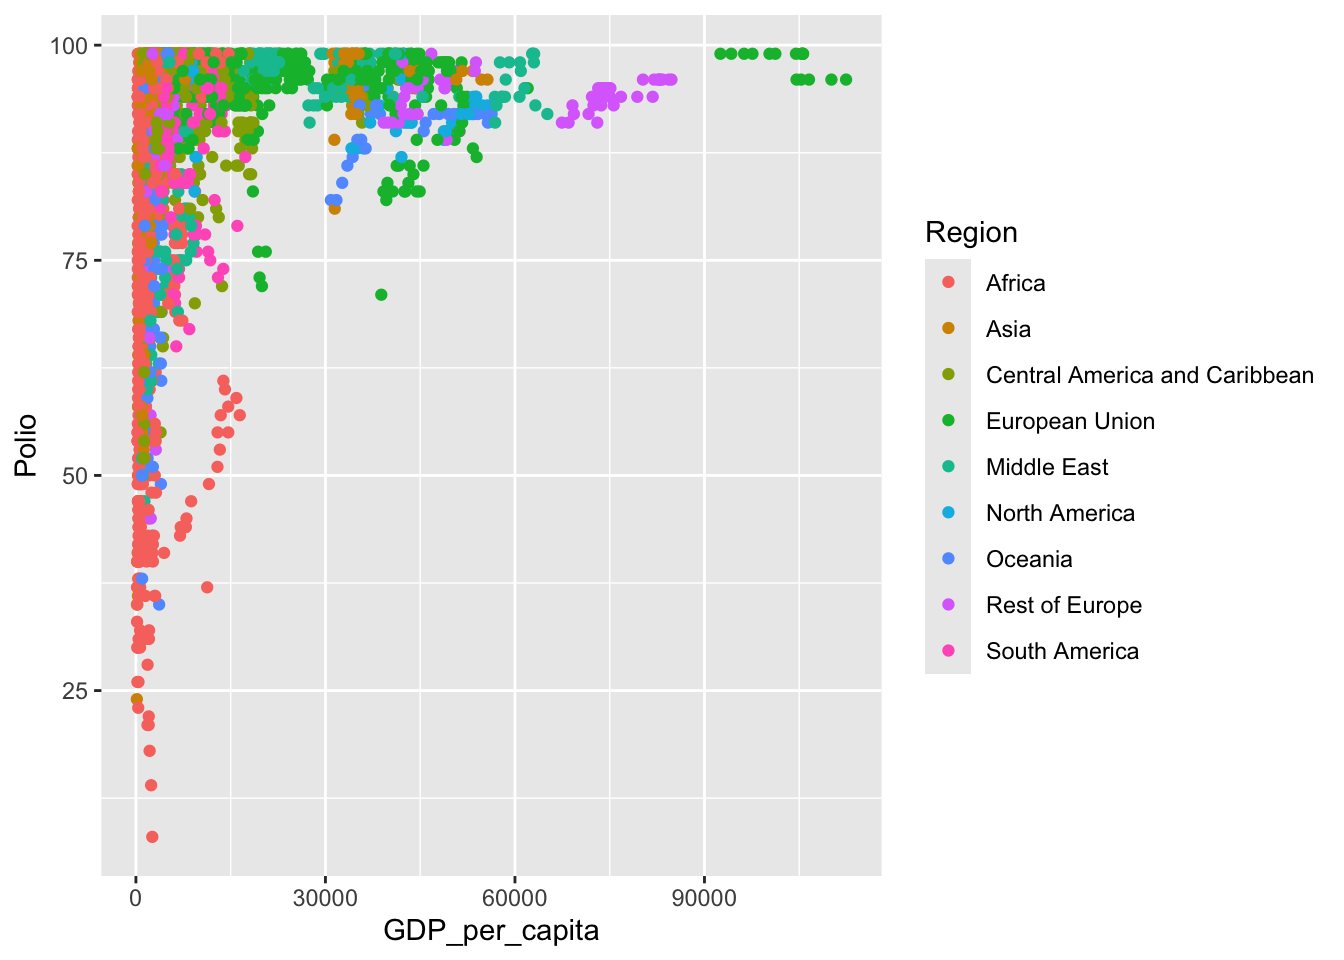 100
75
50
25
Polio
0
30000
60000
90000
GDP_per_capita
Region
Africa
Asia
Central America and Caribbean
European Union
Middle East
North America
Oceania
Rest of Europe
South America